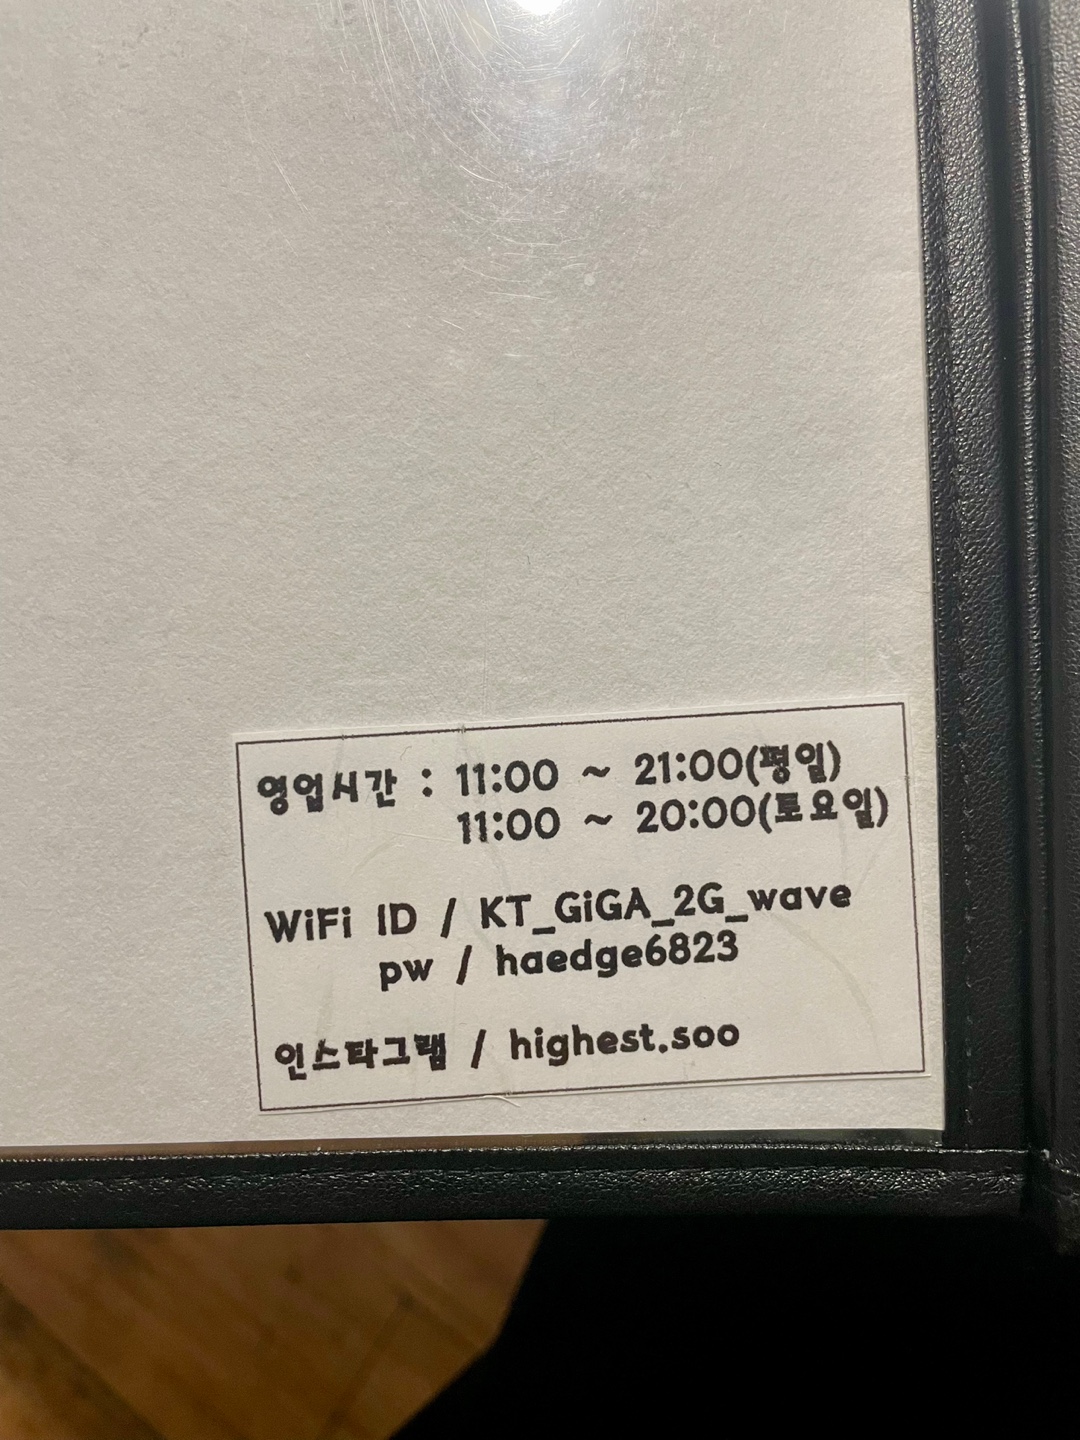 영업시간 : 11:00 ~ 21:00(평일)
11:00 ~ 20:00(토요일)
WiFi ID / KT_GiGA_2G_wave
pw / haedge6823
인스타그램 / highest.soo